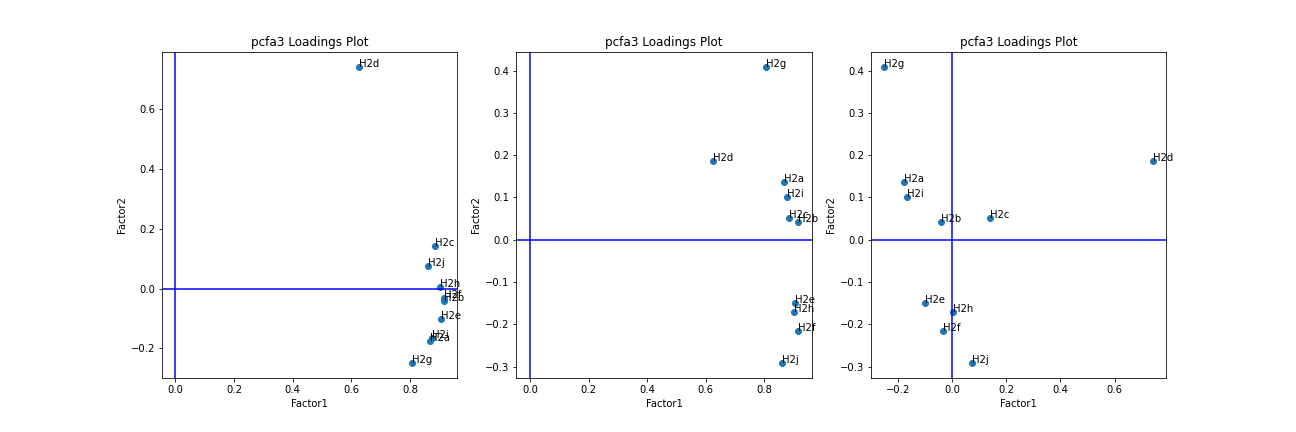 pcfa3 Loadings Plot
Factor2
0.6
0.4
0.2
0.0
−0.2
H2d
H2c
H2j
H2h
H2f
H2b
H2e
H2i
H2a
H2g
0.0 0.2 0.4 0.6 0.8
Factor1
pcfa3 Loadings Plot
Factor2
0.4
0.3
0.2
0.1
0.0
−0.1
−0.2
−0.3
H2g
H2d
H2a
H2i
H2c
H2b
H2e
H2h
H2f
H2j
0.0 0.2 0.4 0.6 0.8
Factor1
pcfa3 Loadings Plot
Factor2
0.4
0.3
0.2
0.1
0.0
−0.1
−0.2
−0.3
H2g
H2d
H2a
H2i
H2b
H2c
H2e
H2h
H2f
H2j
−0.2 0.0 0.2 0.4 0.6
Factor1